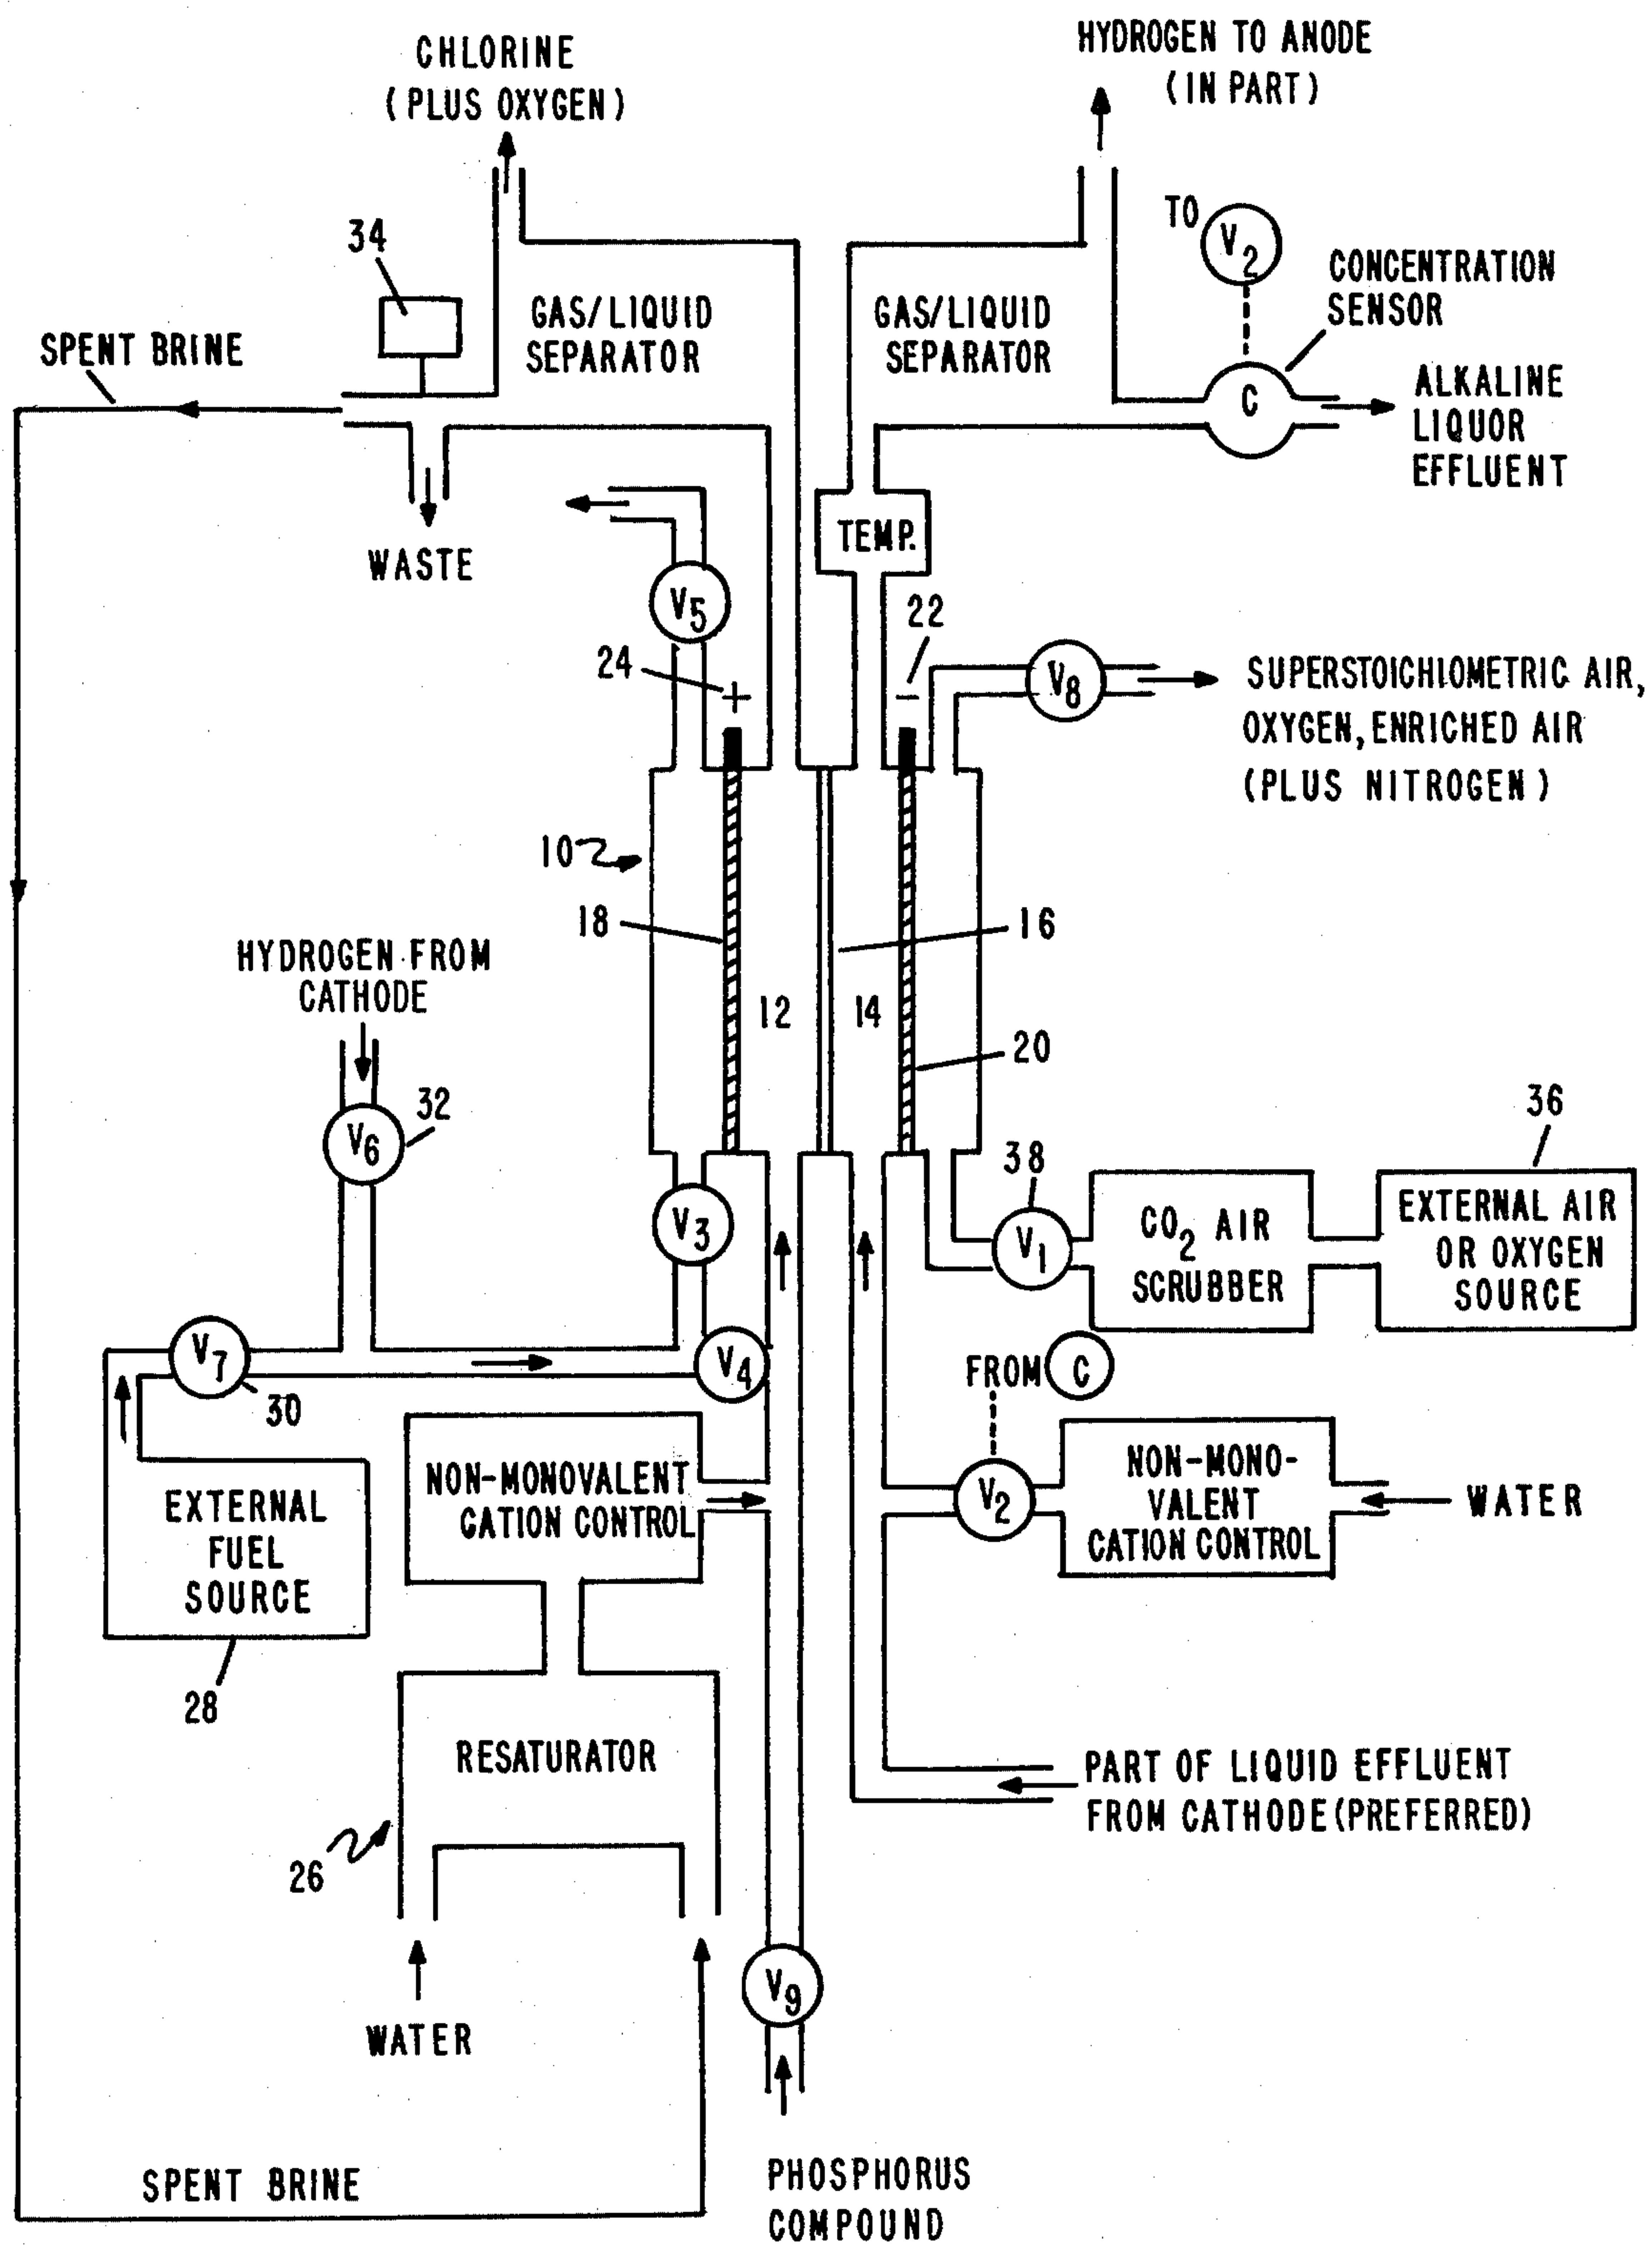 CHLORINE
(PLUS OXYGEN)
HYDROGEN TO ANODE
(IN PART)
34
TO V2
CONCENTRATION
SENSOR
SPENT BRINE
GAS/LIQUID
SEPARATOR
GAS/LIQUID
SEPARATOR
C
ALKALINE
LIQUOR
EFFLUENT
WASTE
TEMP.
V5
22
24
+
−
V8
SUPERSTOICHIOMETRIC AIR,
OXYGEN, ENRICHED AIR
(PLUS NITROGEN)
10
18
16
HYDROGEN FROM
CATHODE
12
14
20
32
V6
36
38
V3
V1
CO2 AIR
SCRUBBER
EXTERNAL AIR
OR OXYGEN
SOURCE
V7
V4
30
FROM C
NON-MONOVALENT
CATION CONTROL
V2
NON-MONO-
VALENT
CATION CONTROL
WATER
EXTERNAL
FUEL
SOURCE
28
RESATURATOR
PART OF LIQUID EFFLUENT
FROM CATHODE (PREFERRED)
26
V9
WATER
SPENT BRINE
PHOSPHORUS
COMPOUND